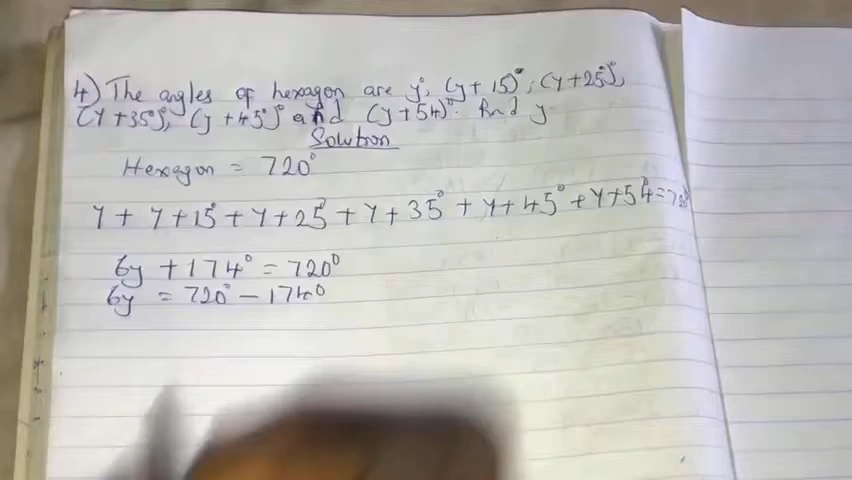 4) The angles of hexagon are y°, (y + 15)°, (y + 25)°,
(y + 35)°, (y + 45)° and (y + 54)°. Find y
Solution
Hexagon = 720°
y + y + 15° + y + 25° + y + 35° + y + 45° + y + 54° = 720°
6y + 174° = 720°
6y = 720° - 174°